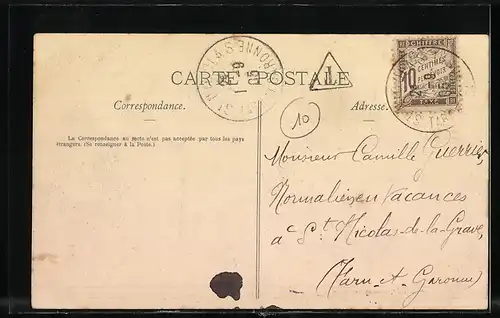 CARTE POSTALE
T
CHIFFRE
10
CENTIMES
À
PERCEVOIR
TAXE
Correspondance.
Adresse.
La Correspondance au recto n'est pas acceptée par tous les pays
étrangers. (Se renseigner à la Poste.)
10
Monsieur Camille Guerrier
Normalien en Vacances
a St Nicolas-de-la-Grave
(Tarn-et-Garonne)